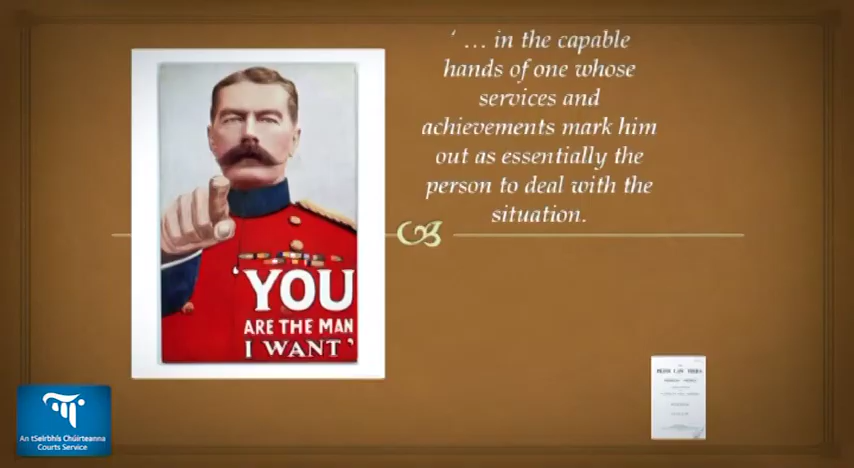 ‘ … in the capable
hands of one whose
services and
achievements mark him
out as essentially the
person to deal with the
situation.
‘YOU
ARE THE MAN
I WANT’
An tSeirbhís Chúirteanna
Courts Service